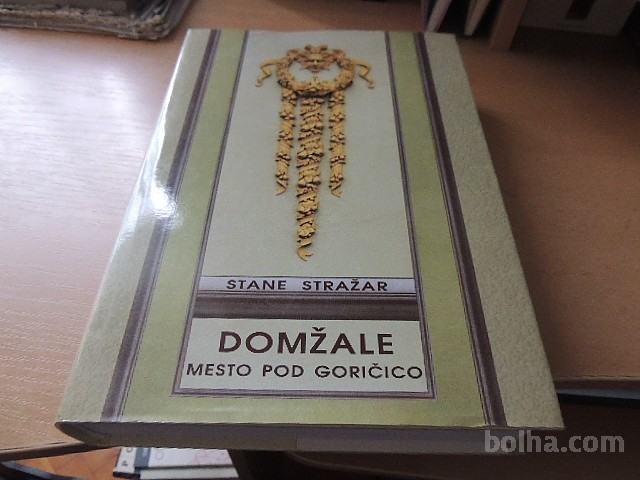 STANE STRAŽAR
DOMŽALE
MESTO POD GORIČICO
bolha.com